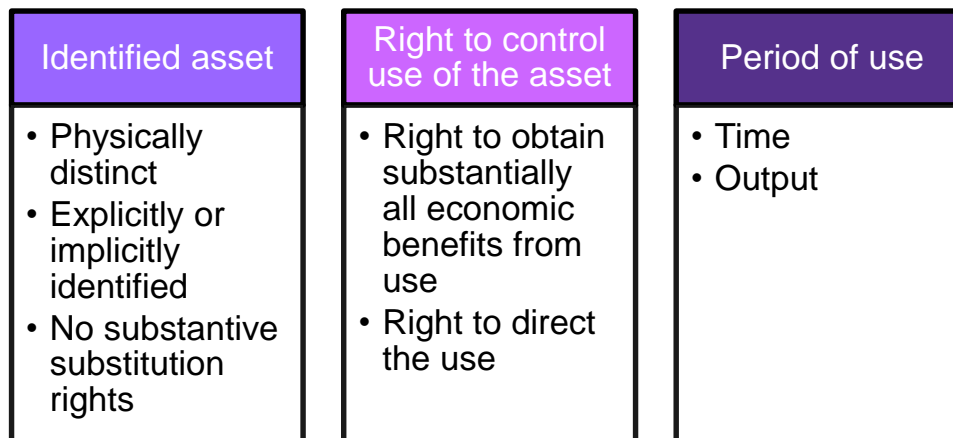 Identified asset
• Physically
distinct
• Explicitly or
implicitly
identified
• No substantive
substitution
rights
Right to control
use of the asset
• Right to obtain
substantially
all economic
benefits from
use
• Right to direct
the use
Period of use
• Time
• Output